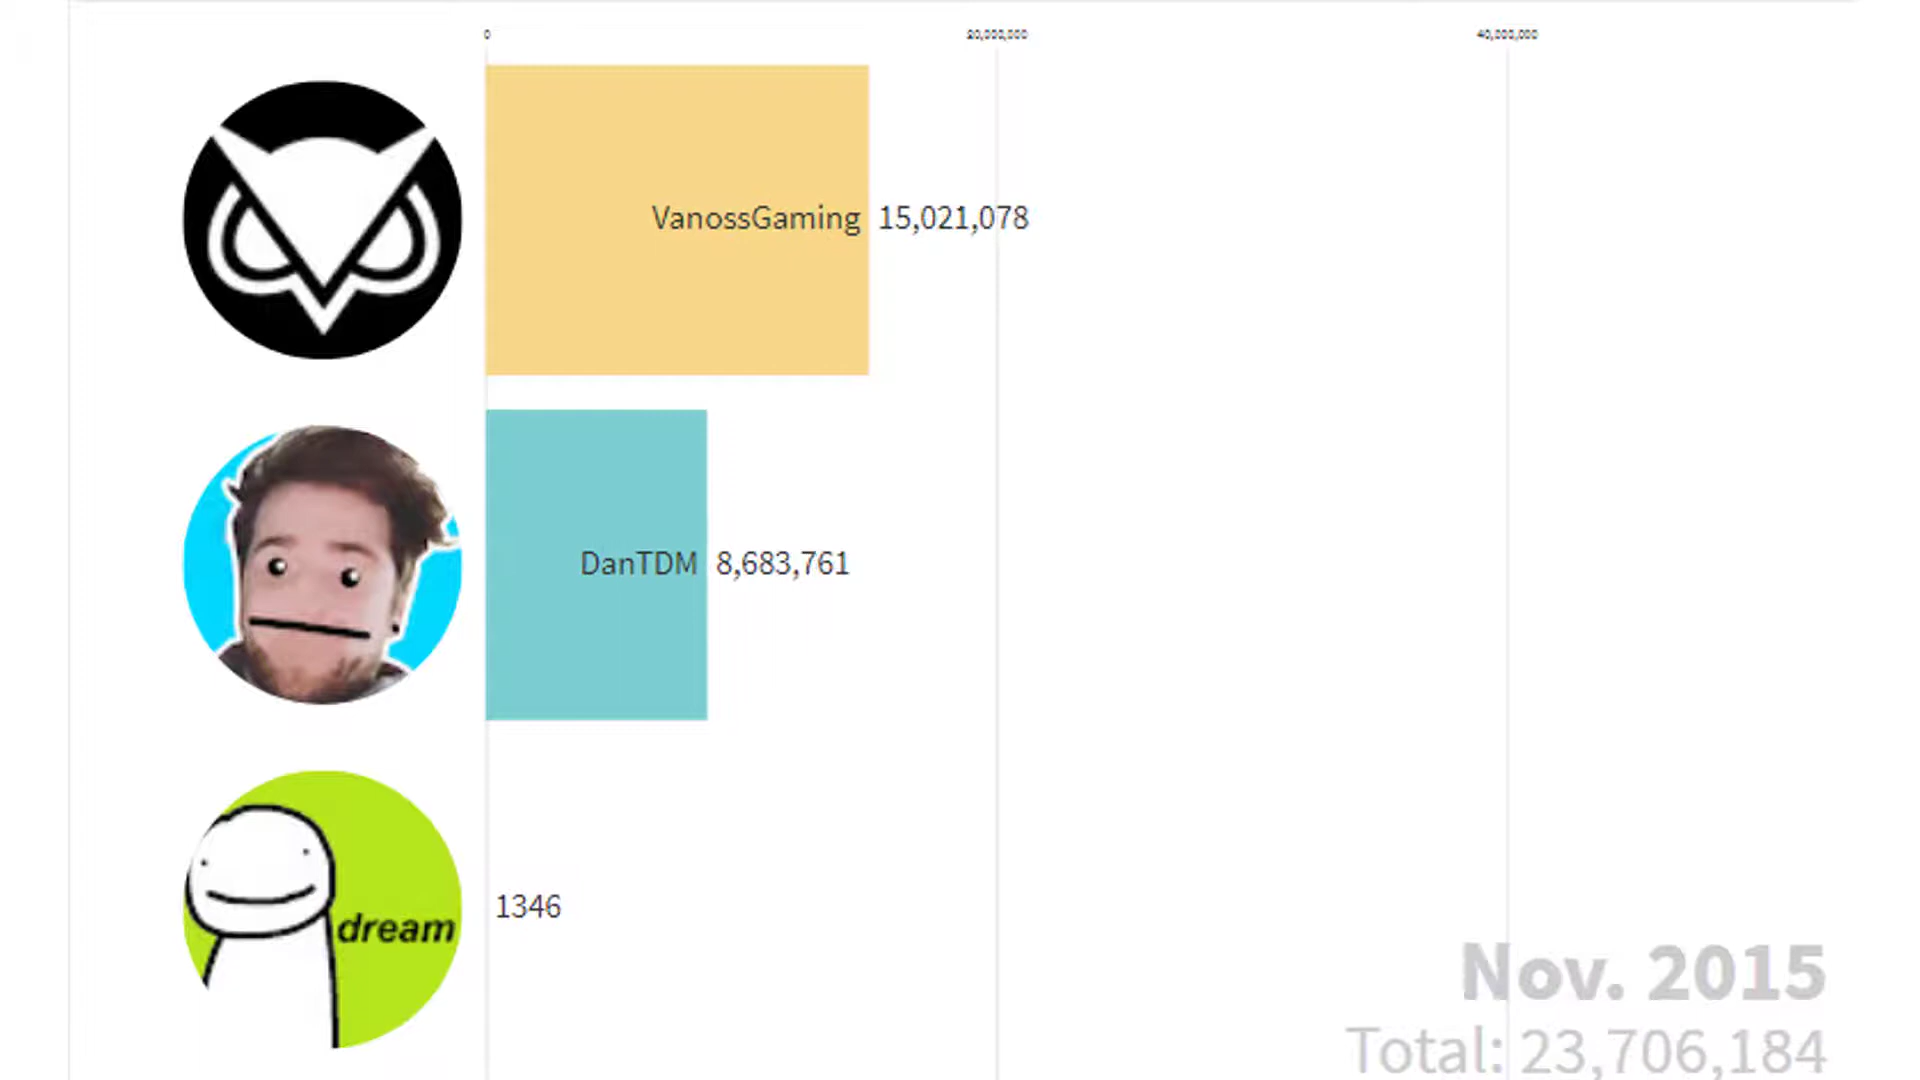 0 20,000,000 40,000,000
VanossGaming 15,021,078
DanTDM 8,683,761
dream 1346
Nov. 2015
Total: 23,706,184